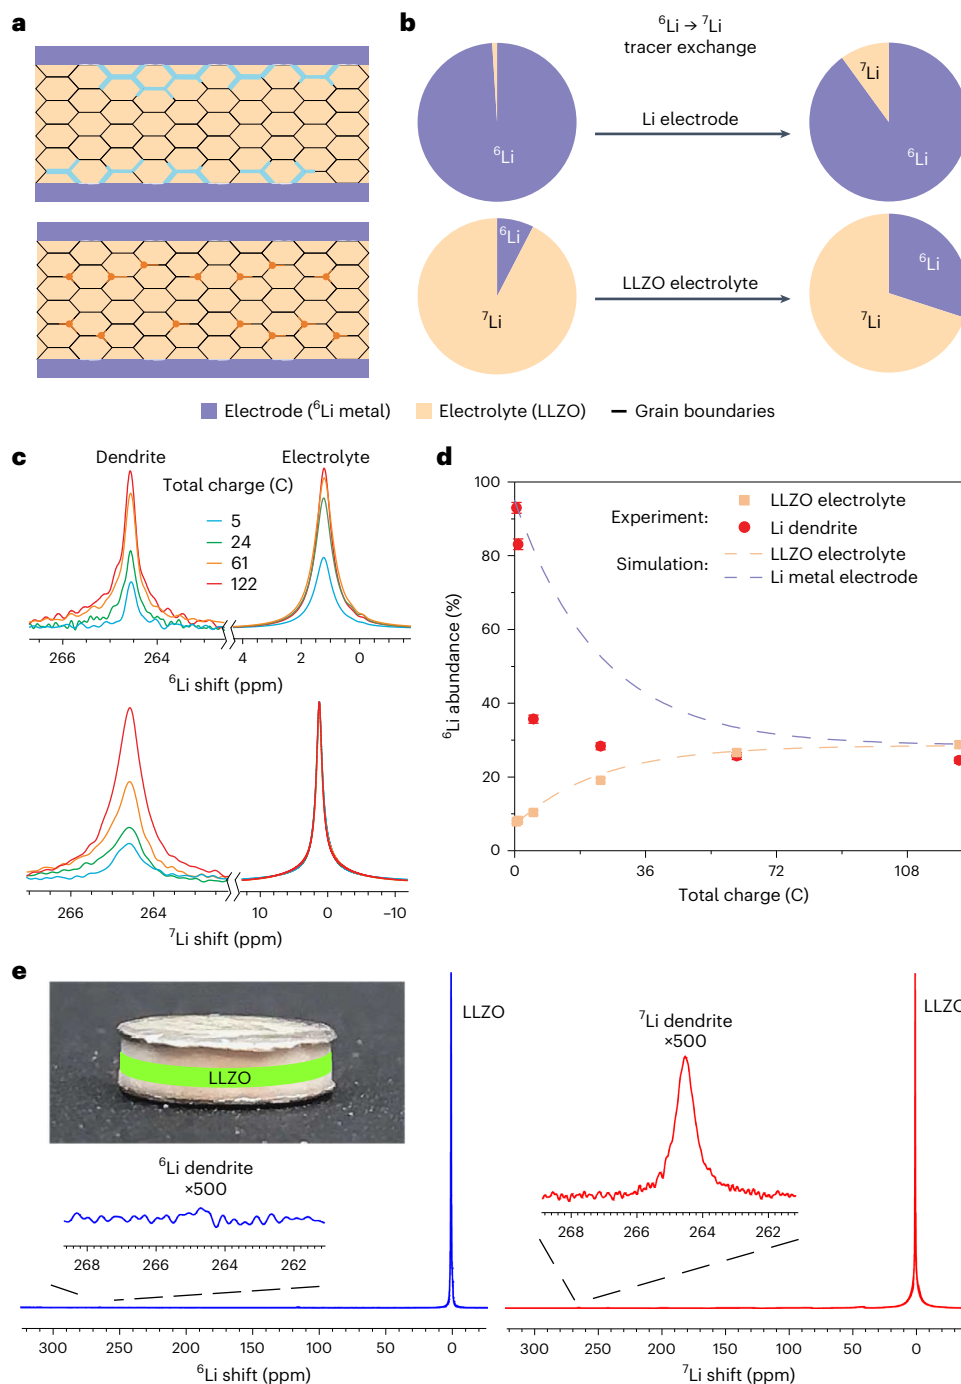 a
b
⁶Li → ⁷Li
tracer exchange
⁶Li
Li electrode
⁷Li
⁶Li
⁶Li
⁷Li
LLZO electrolyte
⁶Li
⁷Li
Electrode (⁶Li metal)
Electrolyte (LLZO)
Grain boundaries
c
Dendrite
Electrolyte
Total charge (C)
5
24
61
122
266 264 4 2 0
⁶Li shift (ppm)
266 264 10 0 –10
⁷Li shift (ppm)
d
100
80
60
40
20
0
⁶Li abundance (%)
Experiment:
LLZO electrolyte
Li dendrite
Simulation:
LLZO electrolyte
Li metal electrode
0 36 72 108
Total charge (C)
e
LLZO
LLZO
⁶Li dendrite
×500
268 266 264 262
300 250 200 150 100 50 0
⁶Li shift (ppm)
⁷Li dendrite
×500
268 266 264 262
LLZO
300 250 200 150 100 50 0
⁷Li shift (ppm)